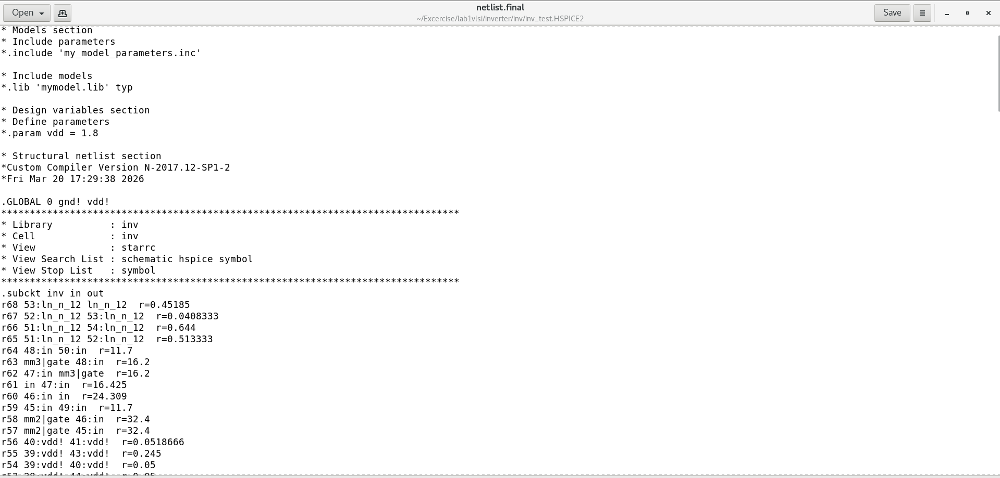 Open
netlist.final
~/Excercise/lab1vlsi/inverter/inv/inv_test.HSPICE2
Save
* Models section
* Include parameters
*.include 'my_model_parameters.inc'
* Include models
*.lib 'mymodel.lib' typ
* Design variables section
* Define parameters
*.param vdd = 1.8
* Structural netlist section
*Custom Compiler Version N-2017.12-SP1-2
*Fri Mar 20 17:29:38 2026
.GLOBAL 0 gnd! vdd!
********************************************************************************
* Library          : inv
* Cell             : inv
* View             : starrc
* View Search List : schematic hspice symbol
* View Stop List   : symbol
********************************************************************************
.subckt inv in out
r68 53:ln_n_12 ln_n_12  r=0.45185
r67 52:ln_n_12 53:ln_n_12  r=0.0408333
r66 51:ln_n_12 54:ln_n_12  r=0.644
r65 51:ln_n_12 52:ln_n_12  r=0.513333
r64 48:in 50:in  r=11.7
r63 mm3|gate 48:in  r=16.2
r62 47:in mm3|gate  r=16.2
r61 in 47:in  r=16.425
r60 46:in in  r=24.309
r59 45:in 49:in  r=11.7
r58 mm2|gate 46:in  r=32.4
r57 mm2|gate 45:in  r=32.4
r56 40:vdd! 41:vdd!  r=0.0518666
r55 39:vdd! 43:vdd!  r=0.245
r54 39:vdd! 40:vdd!  r=0.05
r53 38:vdd! 44:vdd!  r=0.05